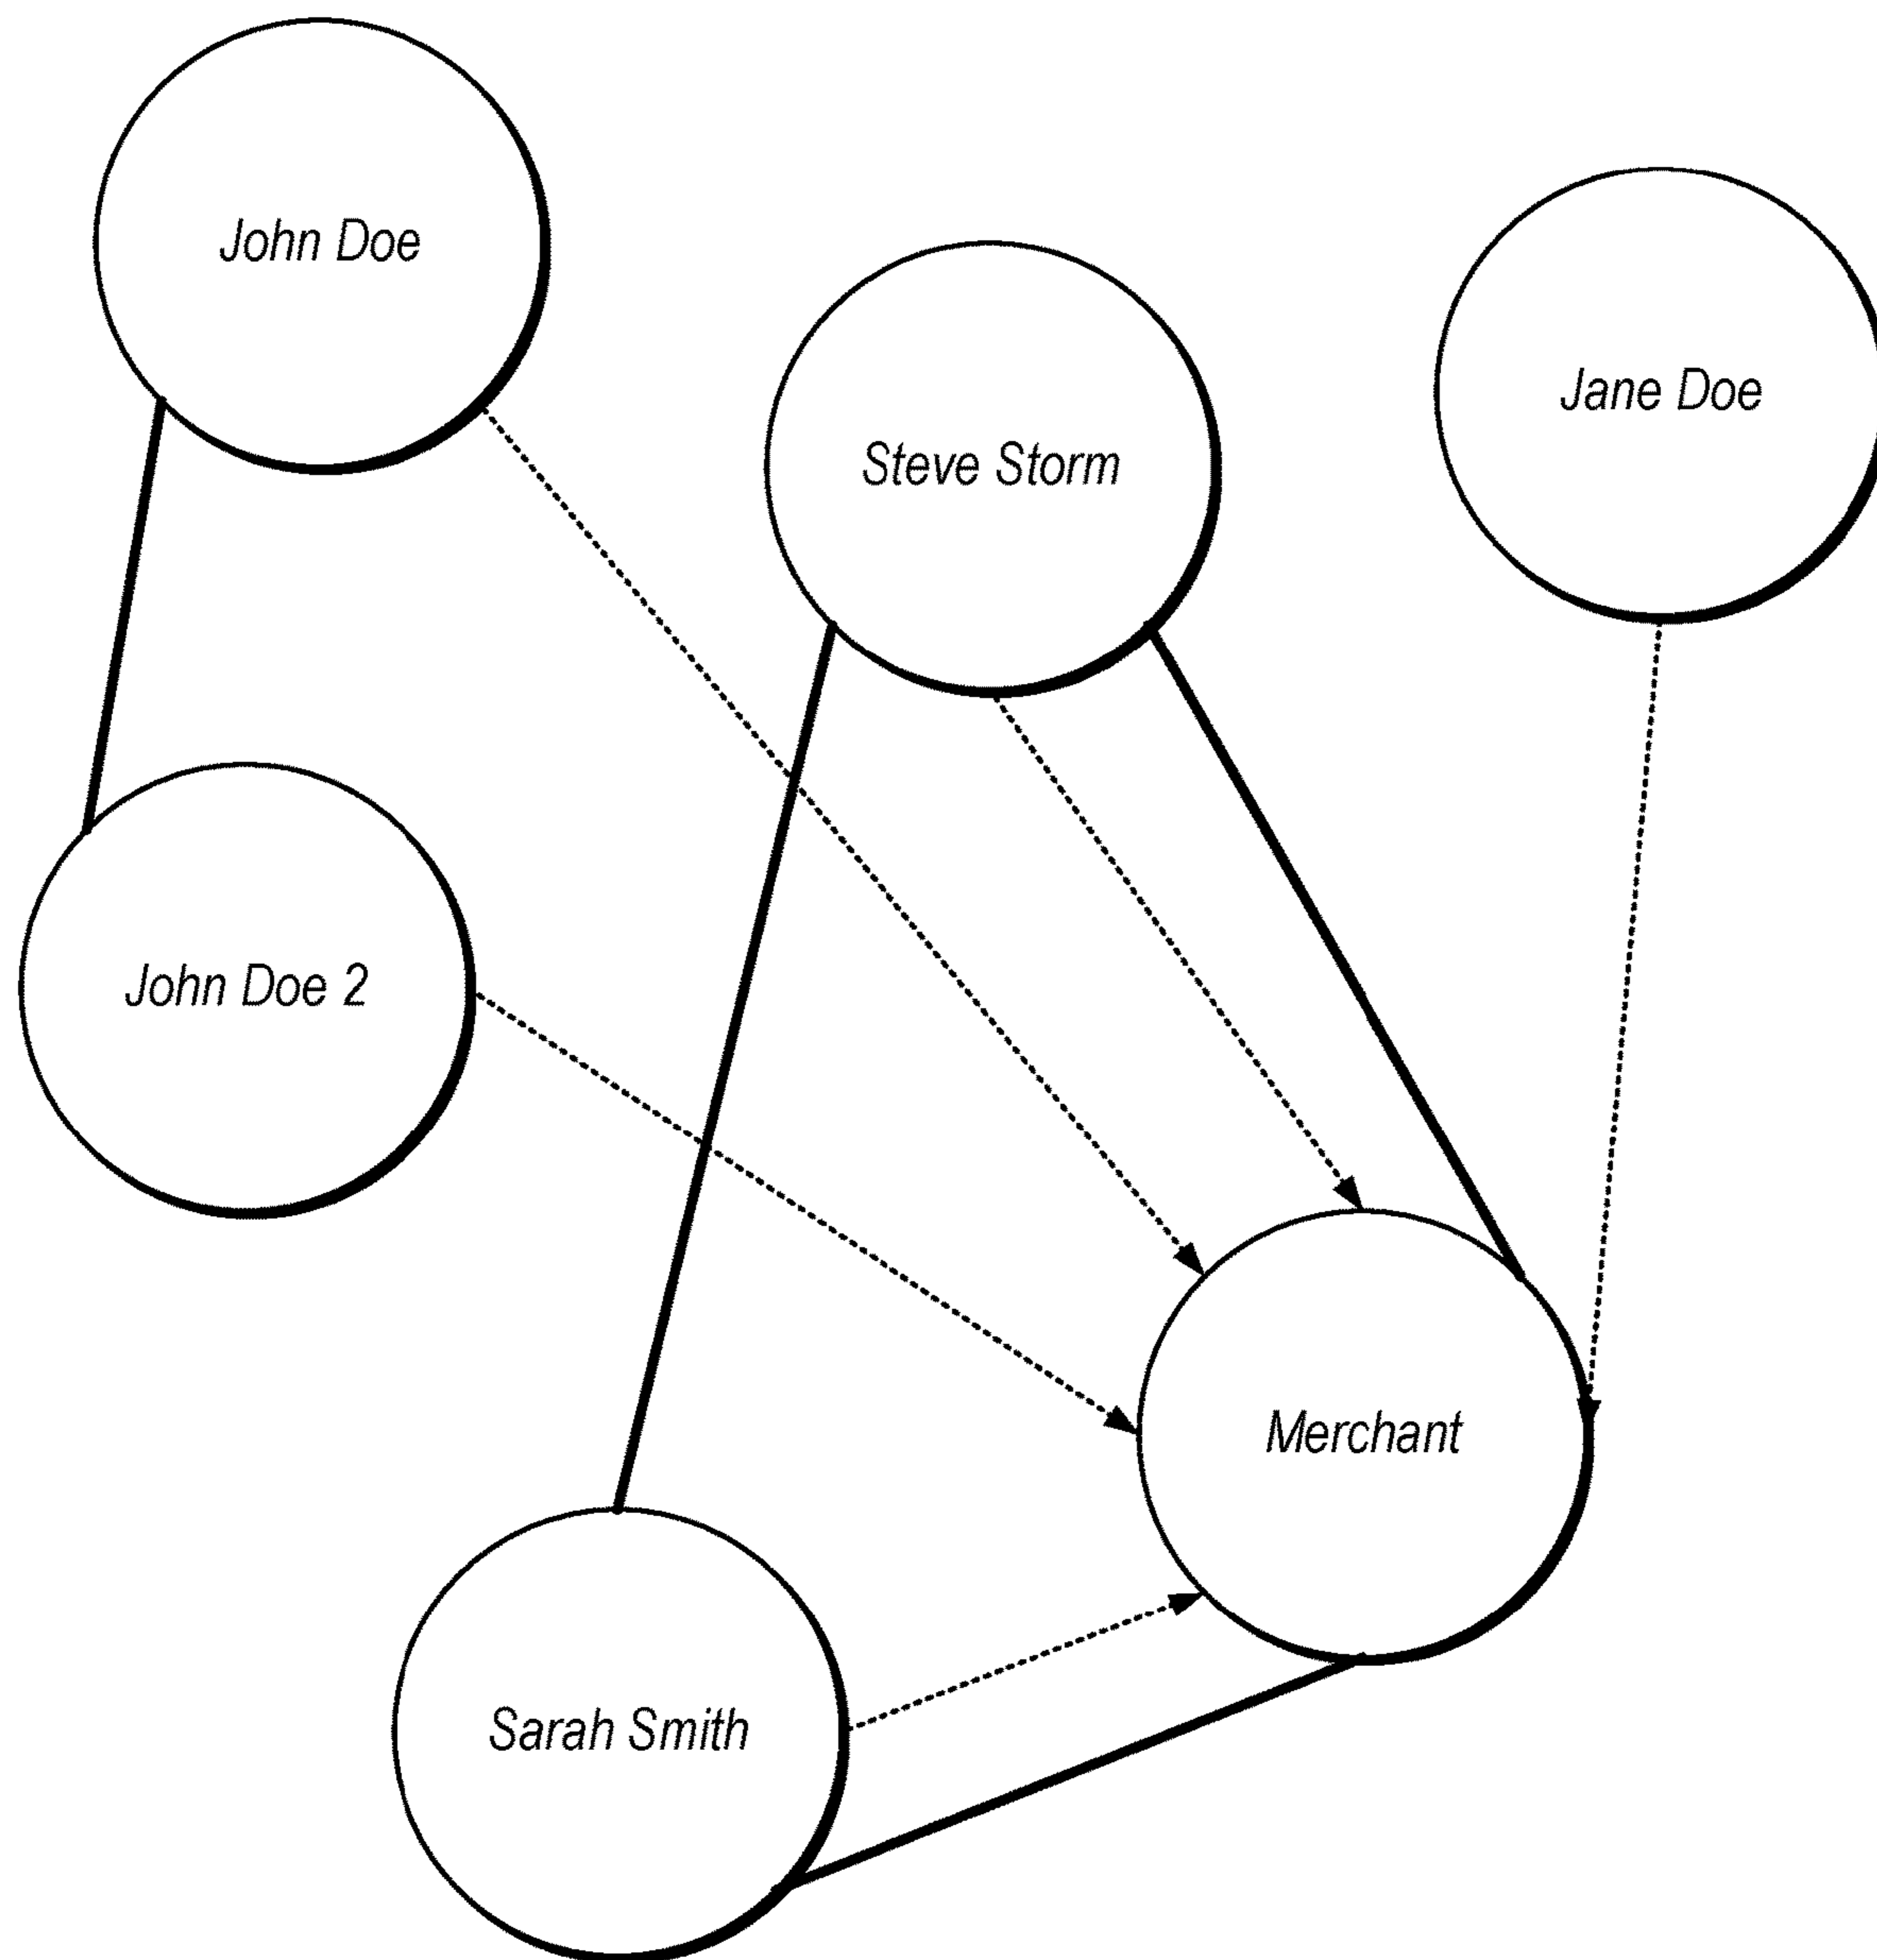 John Doe
Jane Doe
Steve Storm
John Doe 2
Merchant
Sarah Smith